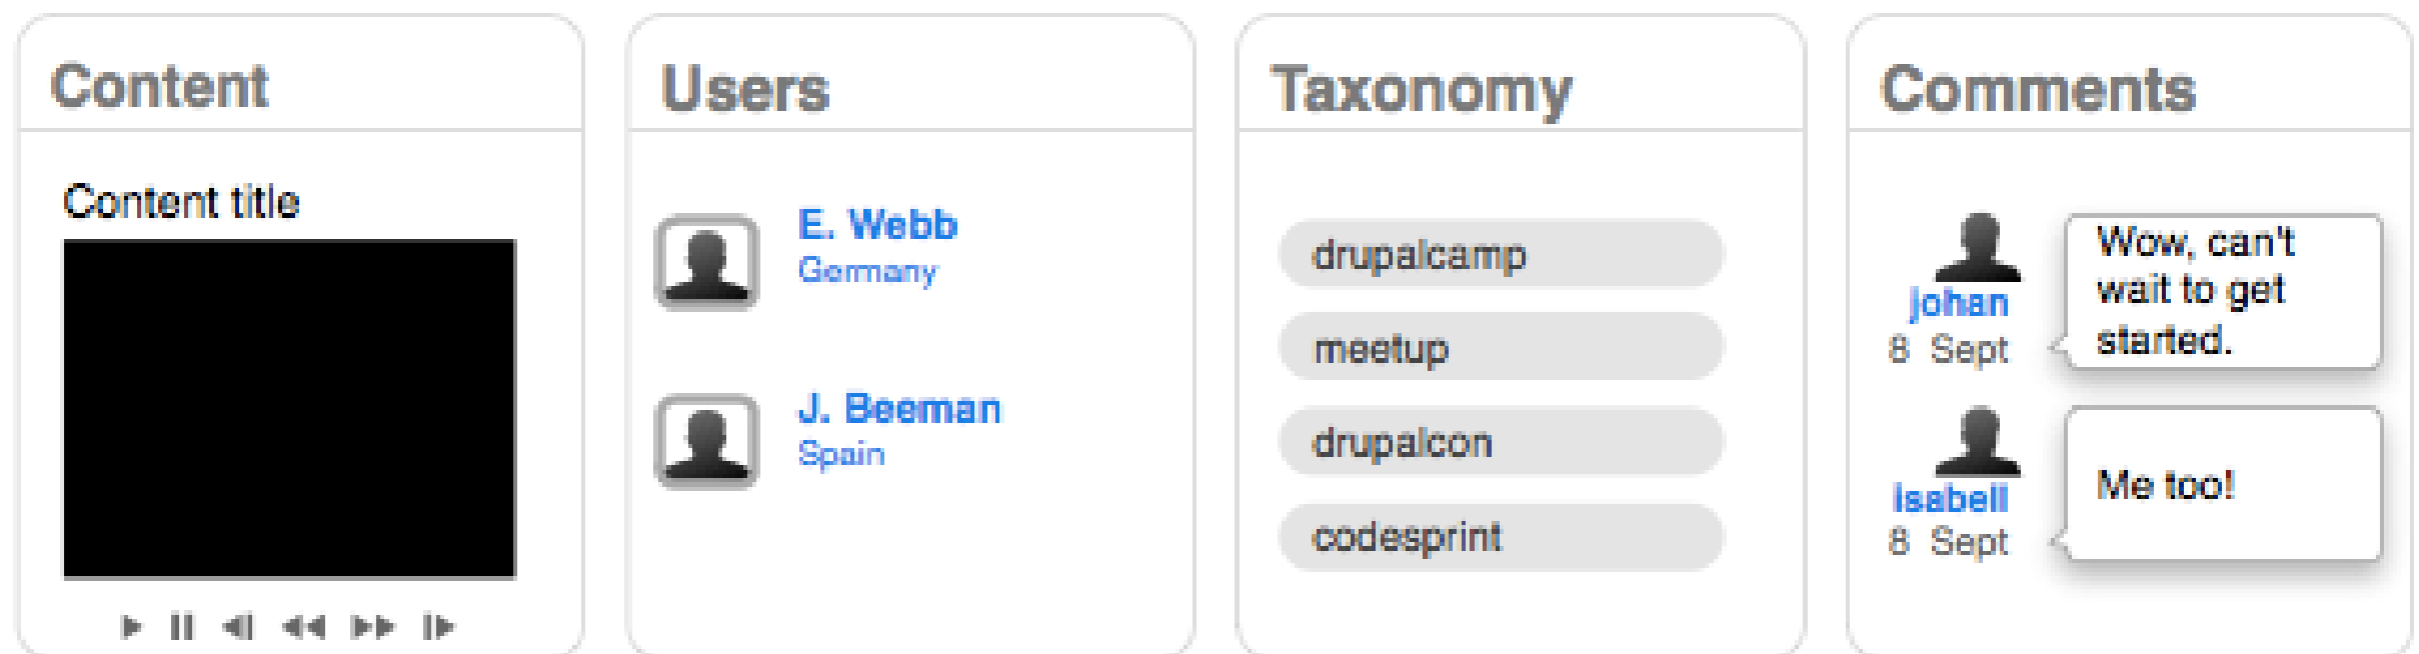 Content
Content title
Users
E. Webb
Germany
J. Beeman
Spain
Taxonomy
drupalcamp
meetup
drupalcon
codesprint
Comments
johan
8 Sept
Wow, can't
wait to get
started.
isabell
8 Sept
Me too!